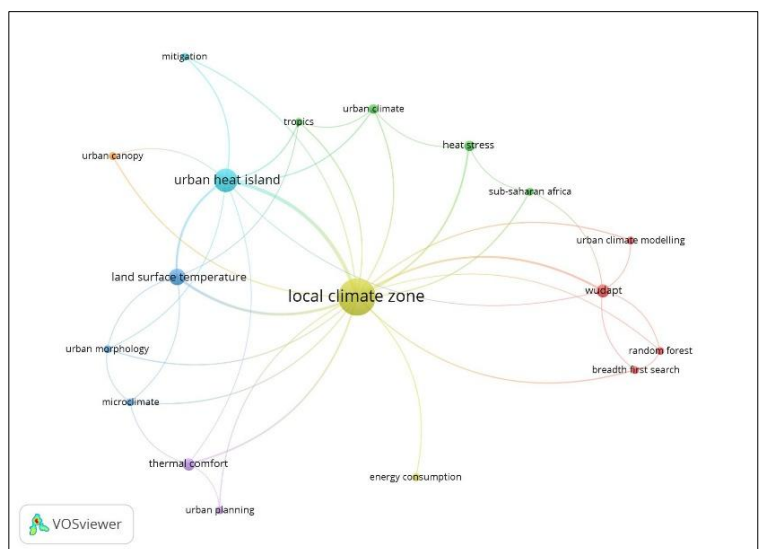 mitigation
urban climate
tropics
heat stress
urban canopy
urban heat island
sub-saharan africa
urban climate modelling
land surface temperature
local climate zone
wudapt
urban morphology
random forest
breadth first search
microclimate
thermal comfort
energy consumption
urban planning
VOSviewer